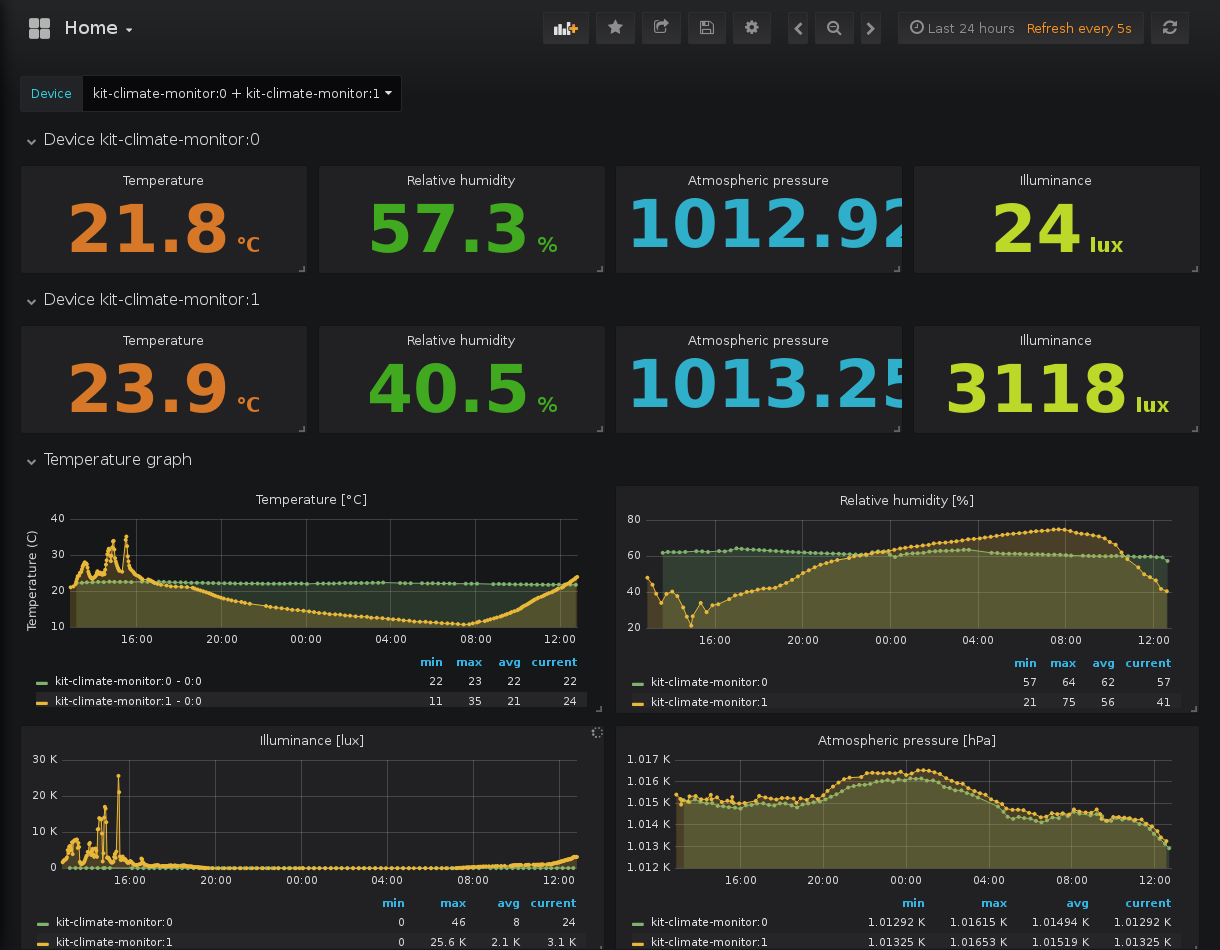 Home
Last 24 hours Refresh every 5s
Device kit-climate-monitor:0 + kit-climate-monitor:1
Device kit-climate-monitor:0
Temperature Relative humidity Atmospheric pressure Illuminance
21.8 °C 57.3 % 1012.92 24 lux
Device kit-climate-monitor:1
Temperature Relative humidity Atmospheric pressure Illuminance
23.9 °C 40.5 % 1013.25 3118 lux
Temperature graph
Temperature [°C]
Temperature (C)
40
30
20
10
16:00 20:00 00:00 04:00 08:00 12:00
min max avg current
kit-climate-monitor:0 - 0:0 22 23 22 22
kit-climate-monitor:1 - 0:0 11 35 21 24
Relative humidity [%]
80
60
40
20
16:00 20:00 00:00 04:00 08:00 12:00
min max avg current
kit-climate-monitor:0 57 64 62 57
kit-climate-monitor:1 21 75 56 41
Illuminance [lux]
30 K
20 K
10 K
0
16:00 20:00 00:00 04:00 08:00 12:00
min max avg current
kit-climate-monitor:0 0 46 8 24
kit-climate-monitor:1 0 25.6 K 2.1 K 3.1 K
Atmospheric pressure [hPa]
1.017 K
1.016 K
1.015 K
1.014 K
1.013 K
1.012 K
16:00 20:00 00:00 04:00 08:00 12:00
min max avg current
kit-climate-monitor:0 1.01292 K 1.01615 K 1.01494 K 1.01292 K
kit-climate-monitor:1 1.01325 K 1.01653 K 1.01519 K 1.01325 K